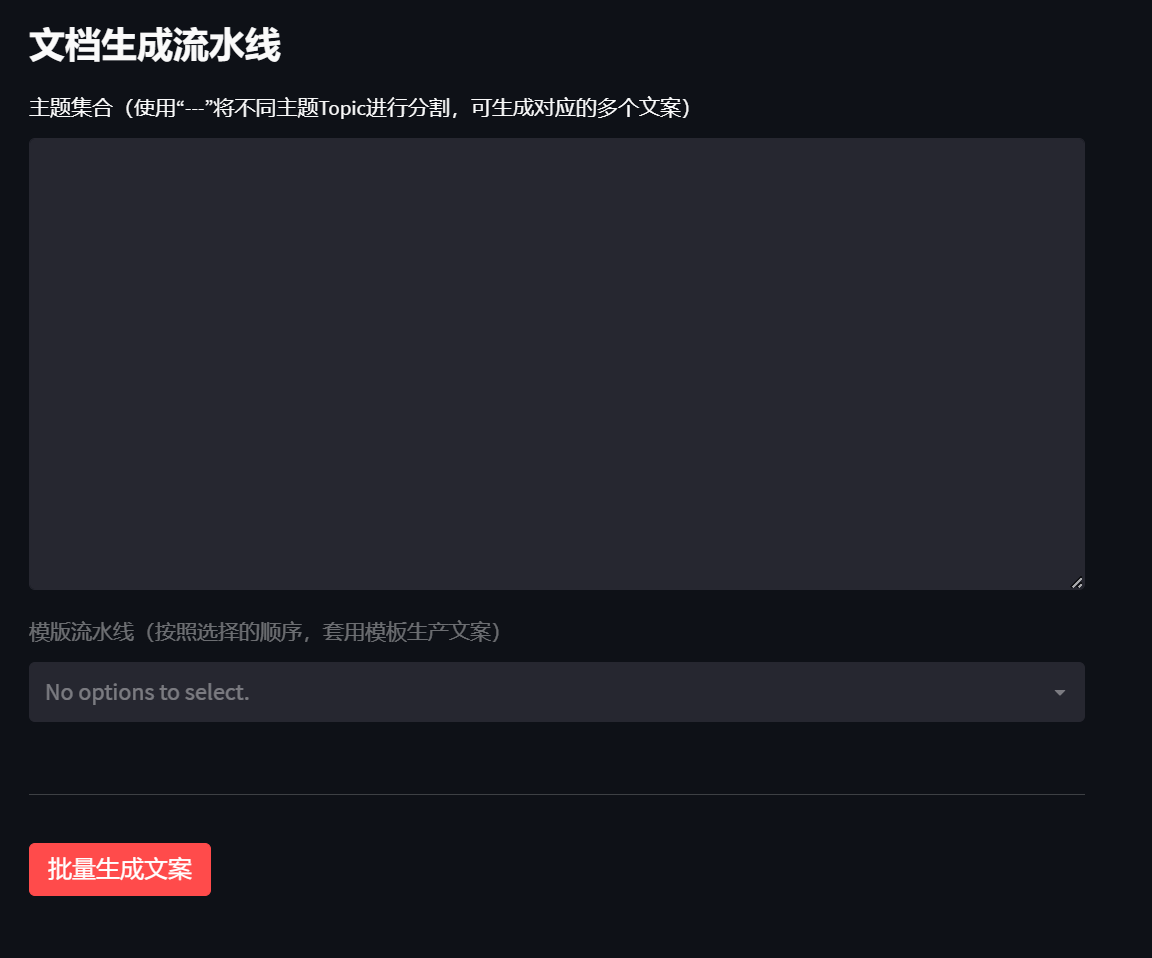 文档生成流水线
主题集合（使用“---”将不同主题Topic进行分割，可生成对应的多个文案）
模版流水线（按照选择的顺序，套用模板生产文案）
No options to select.
批量生成文案